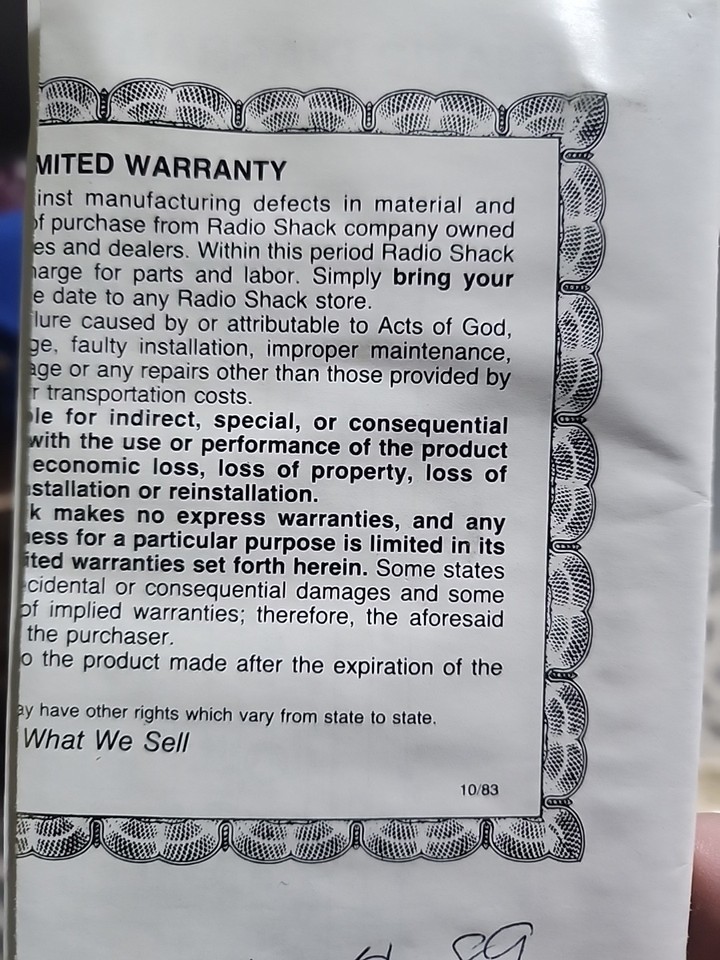 MITED WARRANTY
inst manufacturing defects in material and
of purchase from Radio Shack company owned
es and dealers. Within this period Radio Shack
harge for parts and labor. Simply bring your
e date to any Radio Shack store.
lure caused by or attributable to Acts of God,
ge, faulty installation, improper maintenance,
age or any repairs other than those provided by
r transportation costs.
ble for indirect, special, or consequential
with the use or performance of the product
economic loss, loss of property, loss of
stallation or reinstallation.
k makes no express warranties, and any
ness for a particular purpose is limited in its
ited warranties set forth herein. Some states
cidental or consequential damages and some
of implied warranties; therefore, the aforesaid
the purchaser.
o the product made after the expiration of the
ay have other rights which vary from state to state.
What We Sell
10/83
89